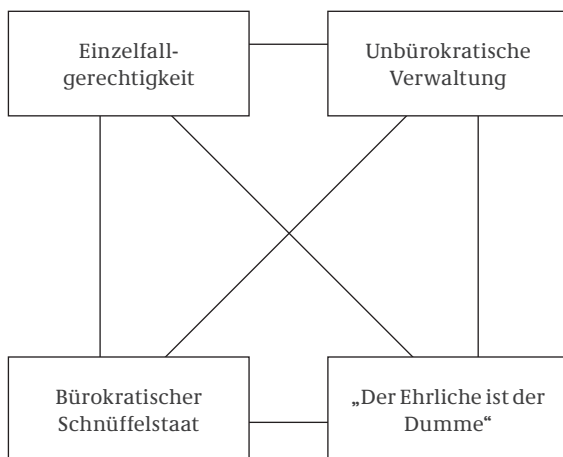 Einzelfall-
gerechtigkeit
Unbürokratische
Verwaltung
Bürokratischer
Schnüffelstaat
„Der Ehrliche ist der
Dumme“